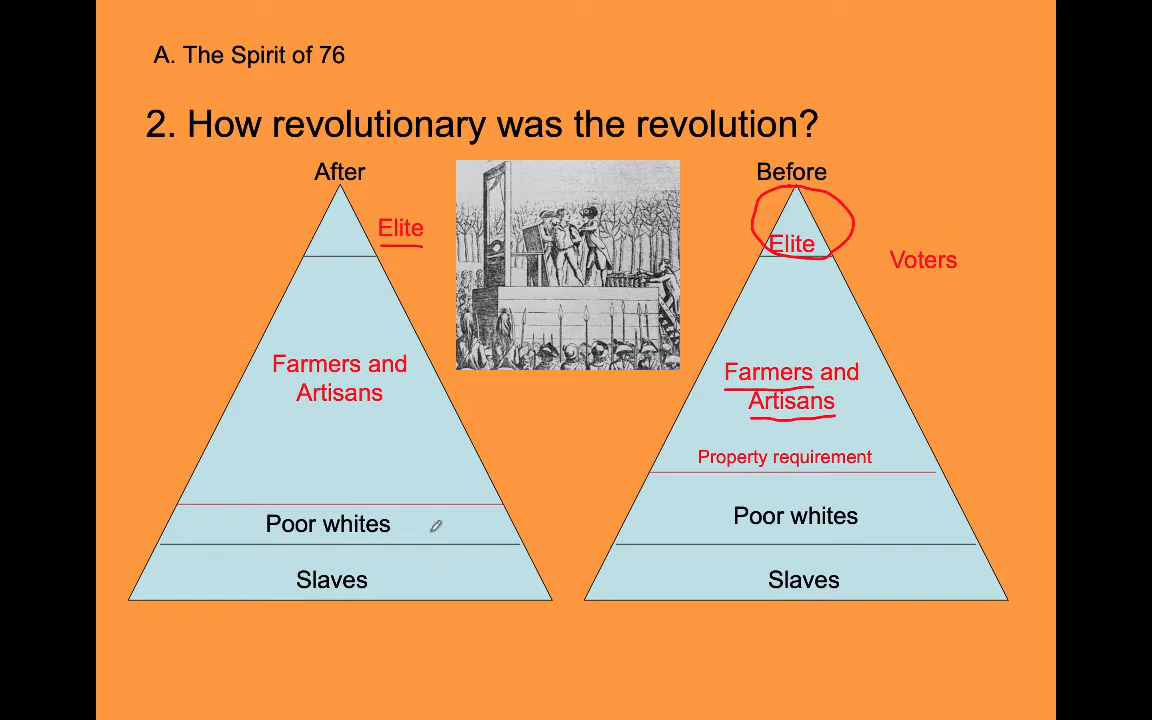 A. The Spirit of 76
2. How revolutionary was the revolution?
After
Elite
Farmers and
Artisans
Poor whites
Slaves
Before
Elite
Voters
Farmers and
Artisans
Property requirement
Poor whites
Slaves